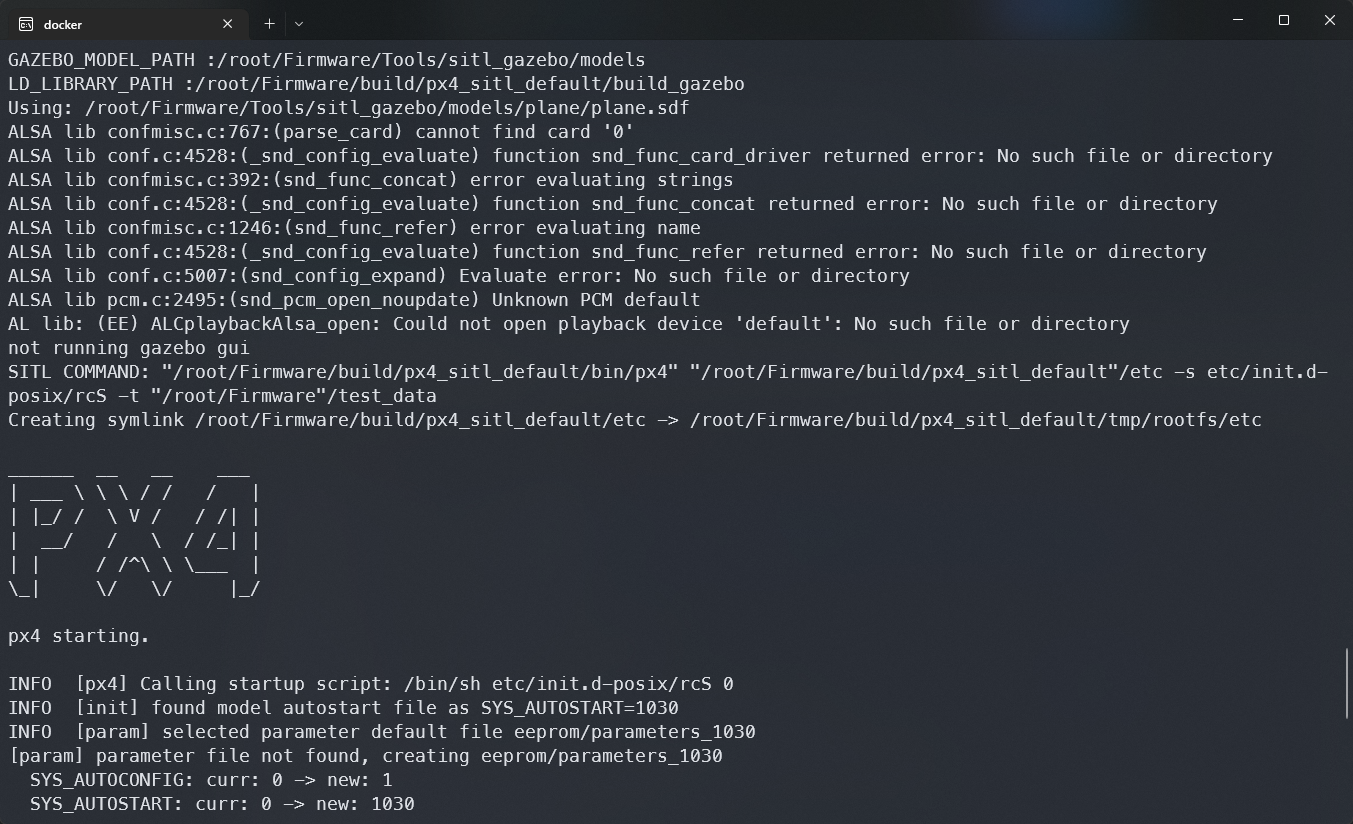 docker
GAZEBO_MODEL_PATH :/root/Firmware/Tools/sitl_gazebo/models
LD_LIBRARY_PATH :/root/Firmware/build/px4_sitl_default/build_gazebo
Using: /root/Firmware/Tools/sitl_gazebo/models/plane/plane.sdf
ALSA lib confmisc.c:767:(parse_card) cannot find card '0'
ALSA lib conf.c:4528:(_snd_config_evaluate) function snd_func_card_driver returned error: No such file or directory
ALSA lib confmisc.c:392:(snd_func_concat) error evaluating strings
ALSA lib conf.c:4528:(_snd_config_evaluate) function snd_func_concat returned error: No such file or directory
ALSA lib confmisc.c:1246:(snd_func_refer) error evaluating name
ALSA lib conf.c:4528:(_snd_config_evaluate) function snd_func_refer returned error: No such file or directory
ALSA lib conf.c:5007:(snd_config_expand) Evaluate error: No such file or directory
ALSA lib pcm.c:2495:(snd_pcm_open_noupdate) Unknown PCM default
AL lib: (EE) ALCplaybackAlsa_open: Could not open playback device 'default': No such file or directory
not running gazebo gui
SITL COMMAND: "/root/Firmware/build/px4_sitl_default/bin/px4" "/root/Firmware/build/px4_sitl_default"/etc -s etc/init.d-
posix/rcS -t "/root/Firmware"/test_data
Creating symlink /root/Firmware/build/px4_sitl_default/etc -> /root/Firmware/build/px4_sitl_default/tmp/rootfs/etc

______  __   __    ___
| ___ \ \ \ / /   /   |
| |_/ /  \ V /   / /| |
|  __/   /   \  / /_| |
| |     / /^\ \ \___  |
\_|     \/   \/     |_/

px4 starting.

INFO  [px4] Calling startup script: /bin/sh etc/init.d-posix/rcS 0
INFO  [init] found model autostart file as SYS_AUTOSTART=1030
INFO  [param] selected parameter default file eeprom/parameters_1030
[param] parameter file not found, creating eeprom/parameters_1030
  SYS_AUTOCONFIG: curr: 0 -> new: 1
  SYS_AUTOSTART: curr: 0 -> new: 1030